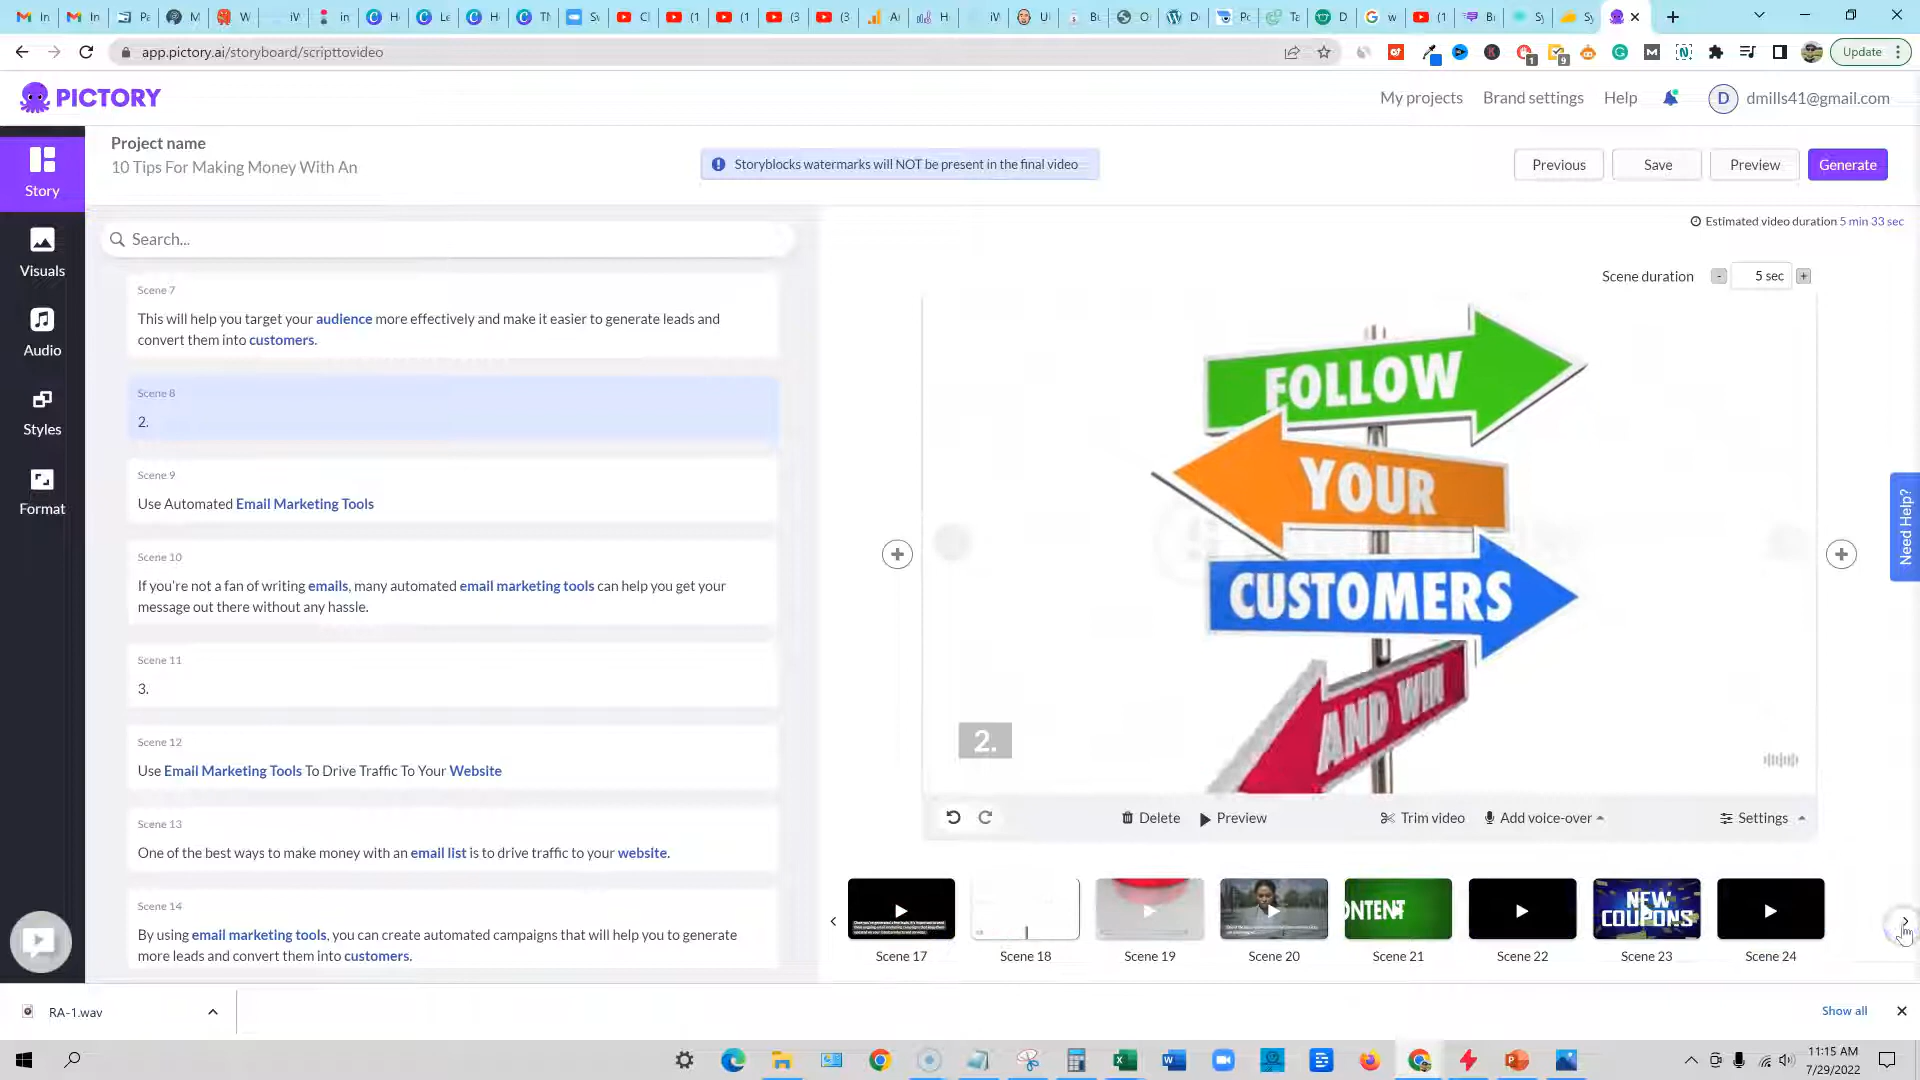 app.pictory.ai/storyboard/scripttovideo
Update
PICTORY
My projects
Brand settings
Help
D
dmills41@gmail.com
Project name
10 Tips For Making Money With An
Storyblocks watermarks will NOT be present in the final video
Previous
Save
Preview
Generate
Story
Visuals
Audio
Styles
Format
Search...
Estimated video duration 5 min 33 sec
Scene duration
- 5 sec +
Scene 7
This will help you target your audience more effectively and make it easier to generate leads and
convert them into customers.
Scene 8
2.
Scene 9
Use Automated Email Marketing Tools
Scene 10
If you're not a fan of writing emails, many automated email marketing tools can help you get your
message out there without any hassle.
Scene 11
3.
Scene 12
Use Email Marketing Tools To Drive Traffic To Your Website
Scene 13
One of the best ways to make money with an email list is to drive traffic to your website.
Scene 14
By using email marketing tools, you can create automated campaigns that will help you to generate
more leads and convert them into customers.
FOLLOW
YOUR
CUSTOMERS
AND WIN
2.
Need Help?
Delete
Preview
Trim video
Add voice-over
Settings
ONTENT
NEW
COUPONS
Scene 17
Scene 18
Scene 19
Scene 20
Scene 21
Scene 22
Scene 23
Scene 24
RA-1.wav
Show all
11:15 AM
7/29/2022